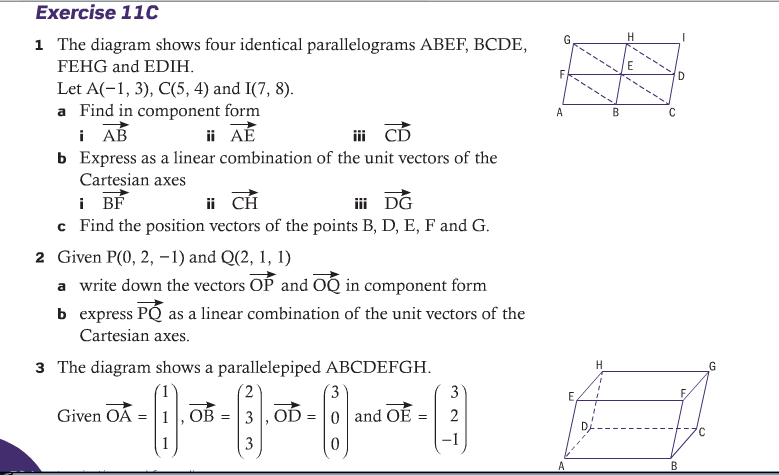 Exercise 11C
1 The diagram shows four identical parallelograms ABEF, BCDE,
FEHG and EDIH.
Let A(−1, 3), C(5, 4) and I(7, 8).
a Find in component form
i AB ii AE iii CD
b Express as a linear combination of the unit vectors of the
Cartesian axes
i BF ii CH iii DG
c Find the position vectors of the points B, D, E, F and G.
G H I
F E D
A B C
2 Given P(0, 2, −1) and Q(2, 1, 1)
a write down the vectors OP and OQ in component form
b express PQ as a linear combination of the unit vectors of the
Cartesian axes.
3 The diagram shows a parallelepiped ABCDEFGH.
1 2 3 3
Given OA = 1 , OB = 3 , OD = 0 and OE = 2
1 3 0 −1
H G
E F
D C
A B